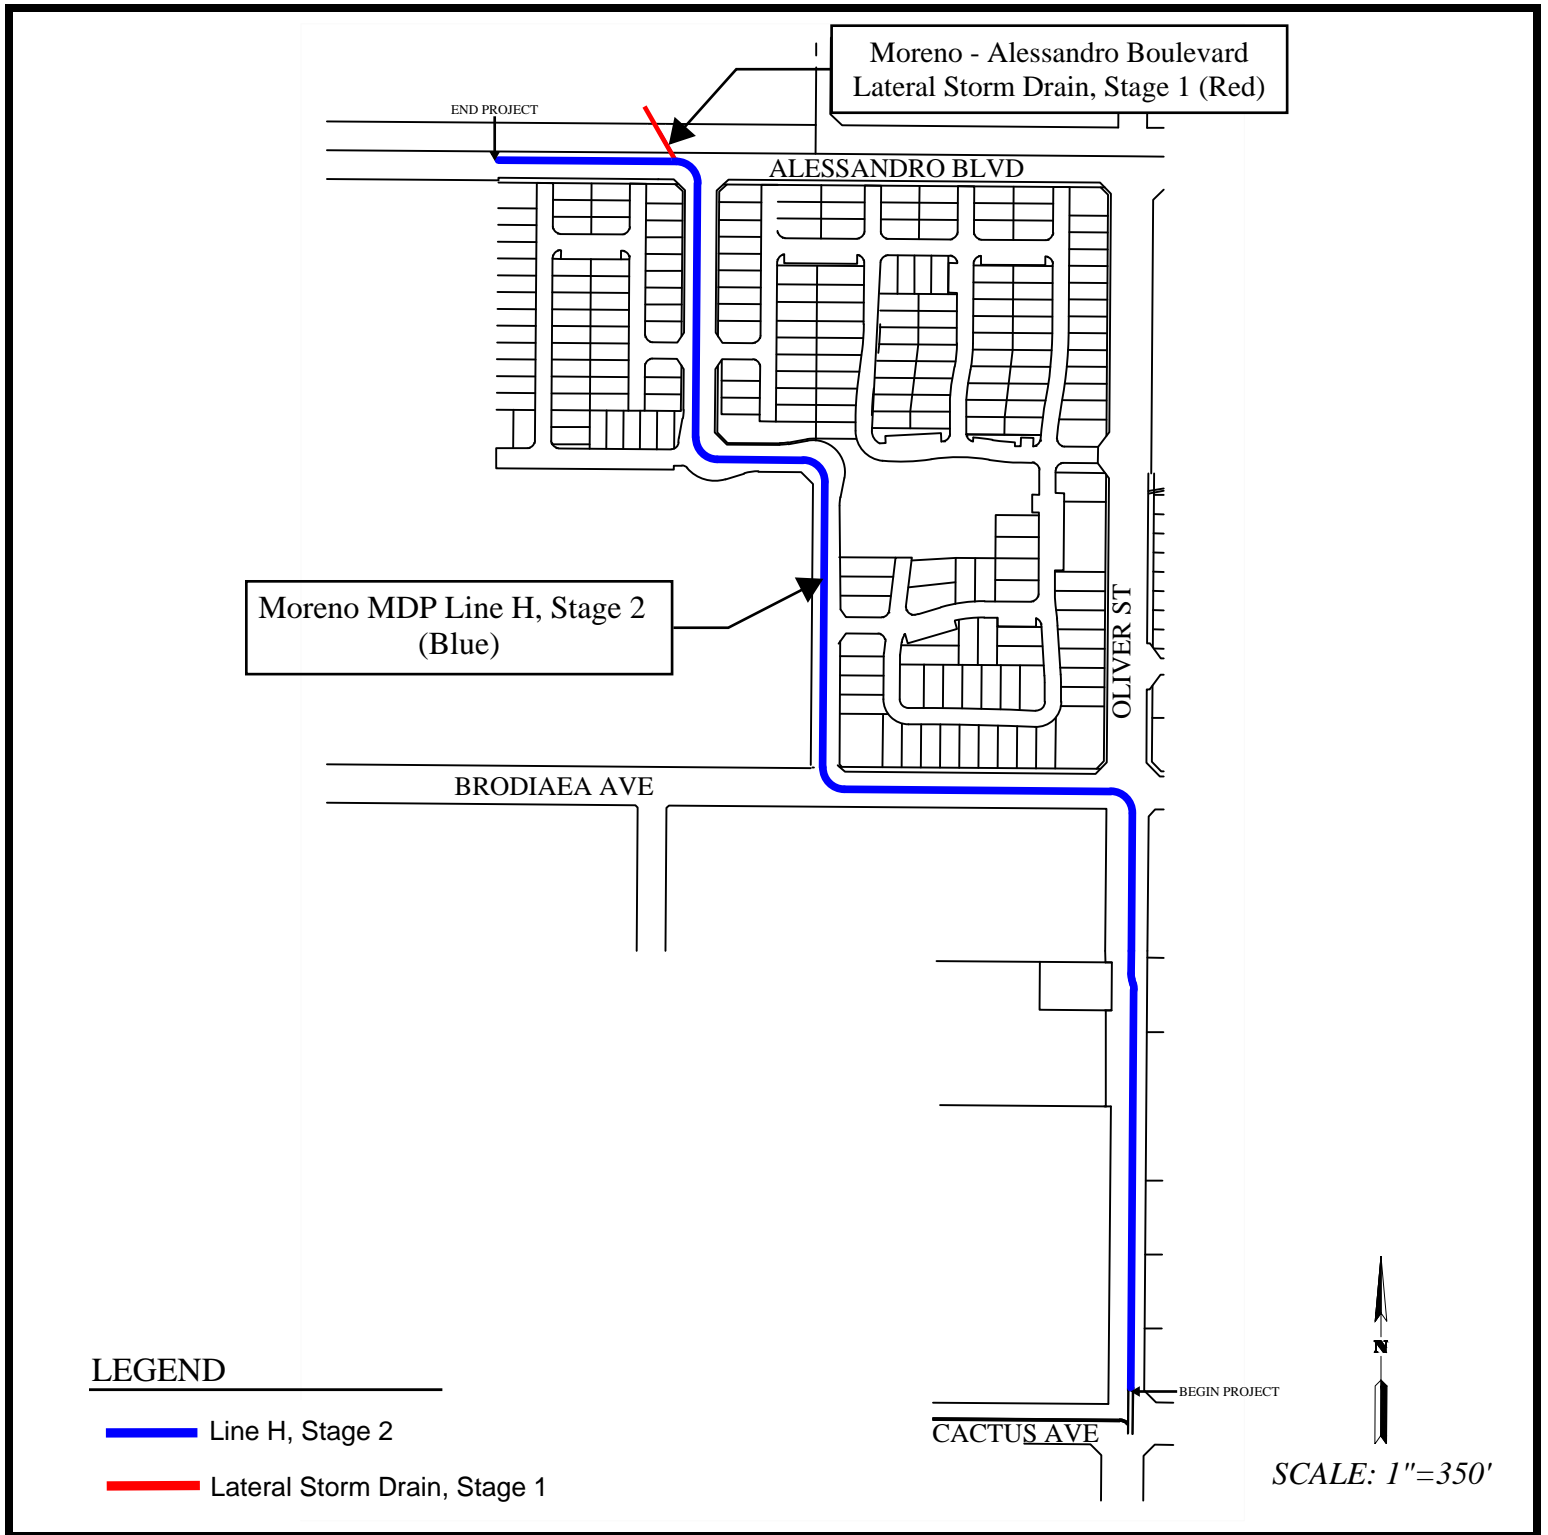 Moreno - Alessandro Boulevard
Lateral Storm Drain, Stage 1 (Red)
END PROJECT
ALESSANDRO BLVD
Moreno MDP Line H, Stage 2
(Blue)
OLIVER ST
BRODIAEA AVE
N
BEGIN PROJECT
CACTUS AVE
SCALE: 1"=350'
LEGEND
Line H, Stage 2
Lateral Storm Drain, Stage 1